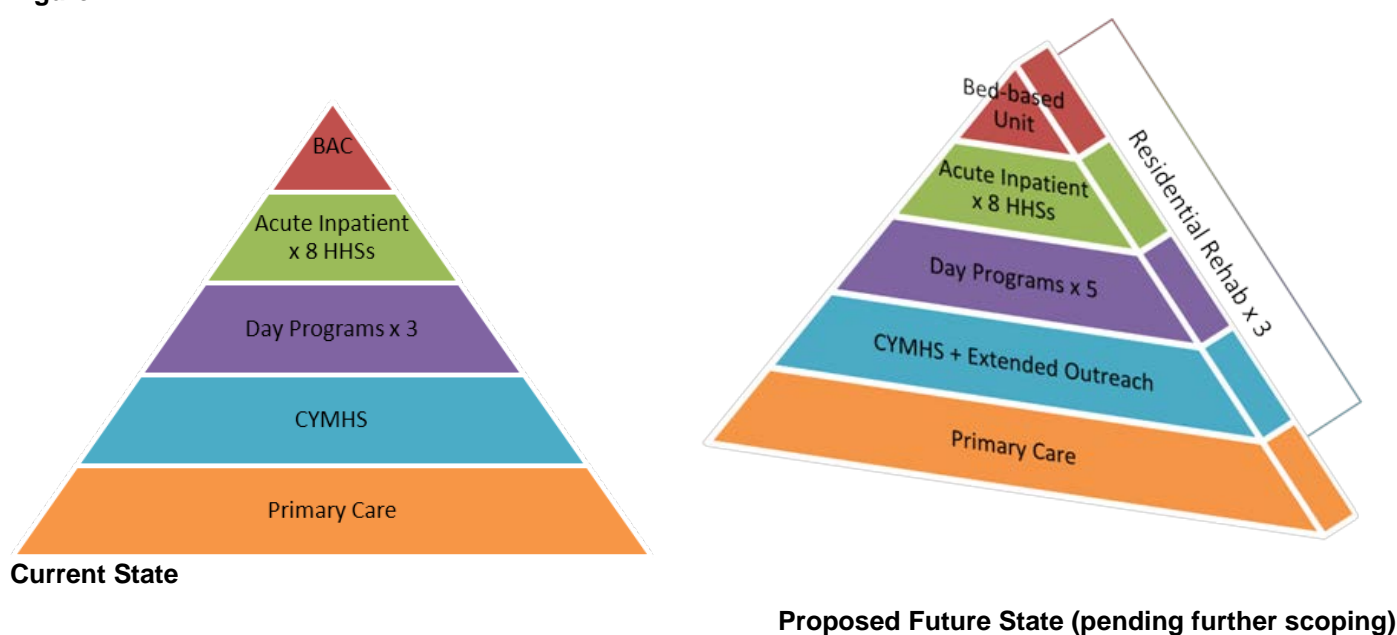 BAC
Acute Inpatient
x 8 HHSs
Day Programs x 3
CYMHS
Primary Care
Current State
Bed-based
Unit
Acute Inpatient
x 8 HHSs
Day Programs x 5
CYMHS + Extended Outreach
Primary Care
Residential Rehab x 3
Proposed Future State (pending further scoping)